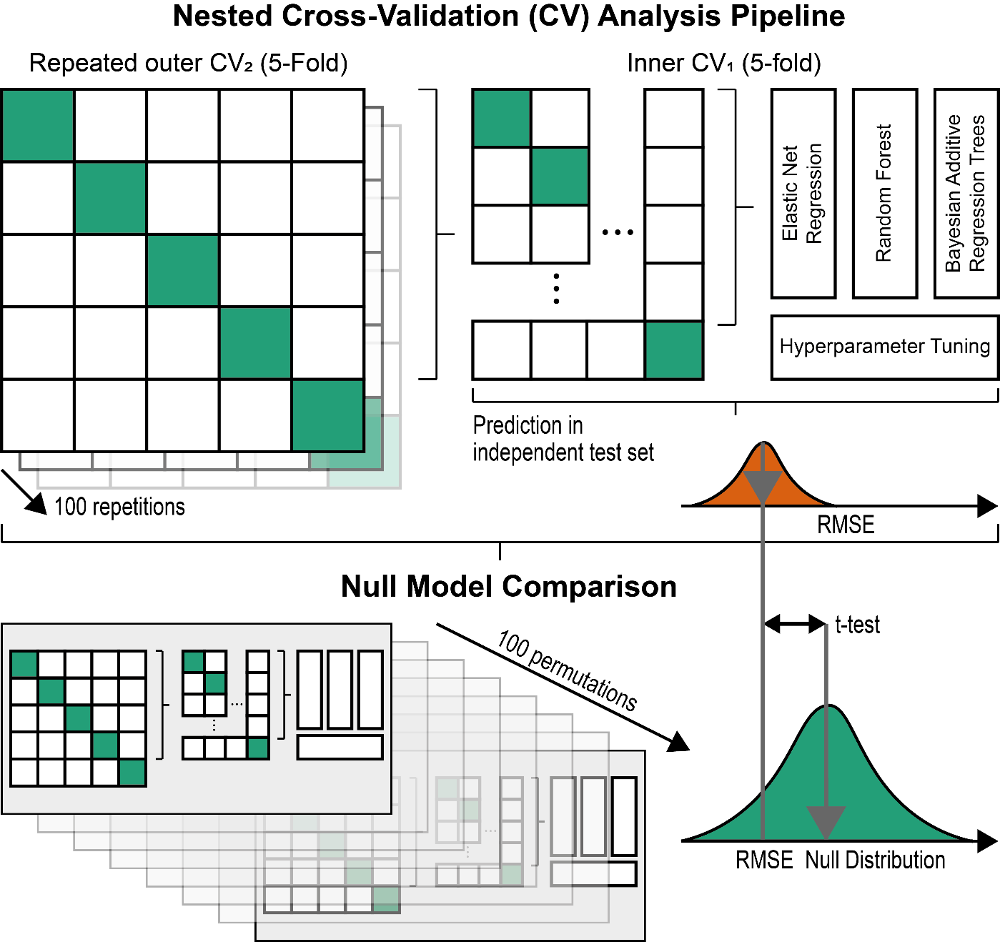 Nested Cross-Validation (CV) Analysis Pipeline
Repeated outer CV₂ (5-Fold)
Inner CV₁ (5-fold)
Elastic Net
Regression
Random Forest
Bayesian Additive
Regression Trees
Hyperparameter Tuning
Prediction in
independent test set
100 repetitions
RMSE
Null Model Comparison
100 permutations
t-test
RMSE
Null Distribution